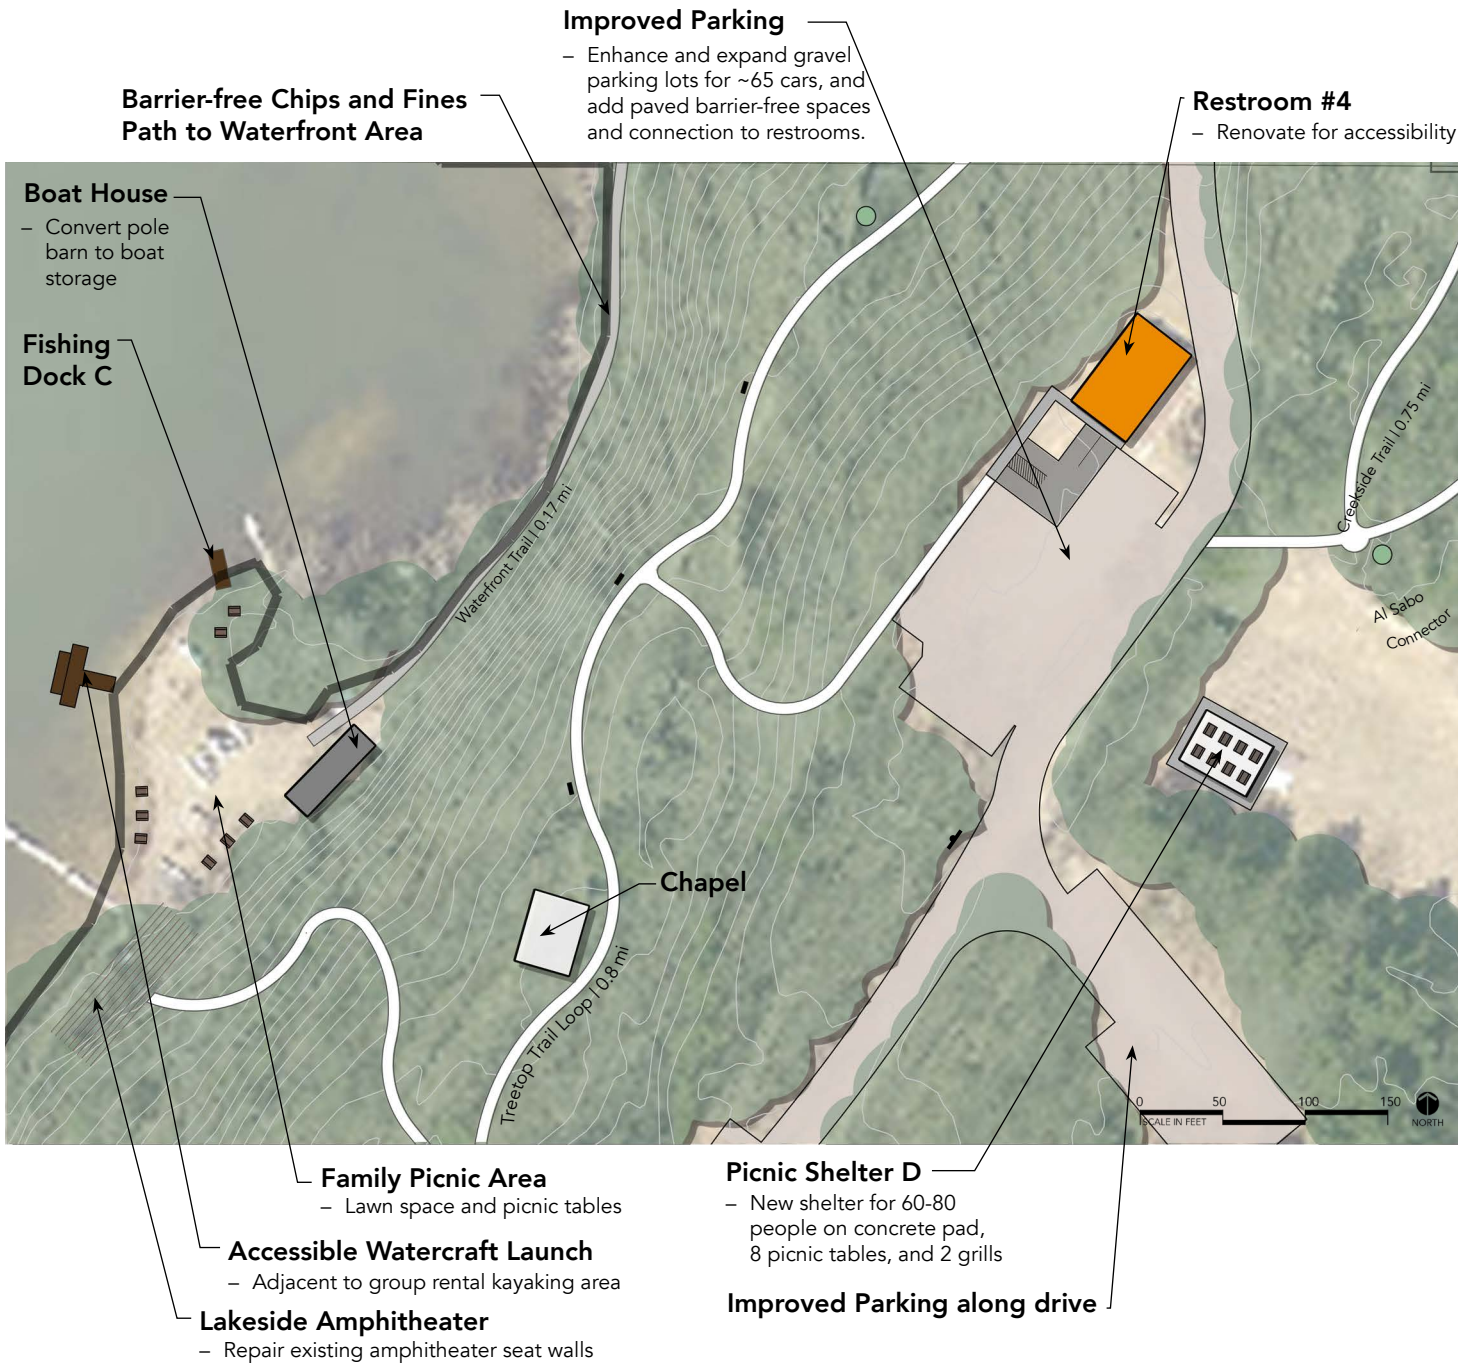 Improved Parking
– Enhance and expand gravel
parking lots for ~65 cars, and
add paved barrier-free spaces
and connection to restrooms.
Barrier-free Chips and Fines
Path to Waterfront Area
Restroom #4
– Renovate for accessibility
Boat House
– Convert pole
barn to boat
storage
Fishing
Dock C
Waterfront Trail | 0.17 mi
Creekside Trail | 0.75 mi
Al Sabo
Connector
Chapel
Treetop Trail Loop | 0.8 mi
0 50 100 150
SCALE IN FEET
NORTH
Family Picnic Area
– Lawn space and picnic tables
Accessible Watercraft Launch
– Adjacent to group rental kayaking area
Lakeside Amphitheater
– Repair existing amphitheater seat walls
Picnic Shelter D
– New shelter for 60-80
people on concrete pad,
8 picnic tables, and 2 grills
Improved Parking along drive